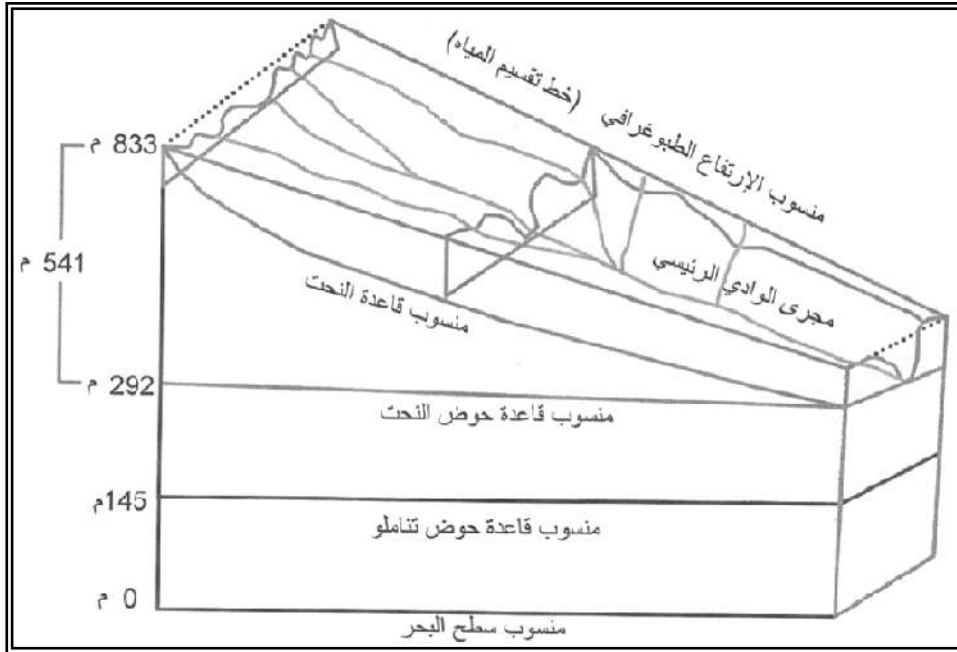 (خط تقسيم المياه)
منسوب الإرتفاع الطبوغرافي
833 م
541 م
مجرى الوادي الرئيسي
منسوب قاعدة النحت
292 م
منسوب قاعدة حوض النحت
145م
منسوب قاعدة حوض تناملو
0 م
منسوب سطح البحر